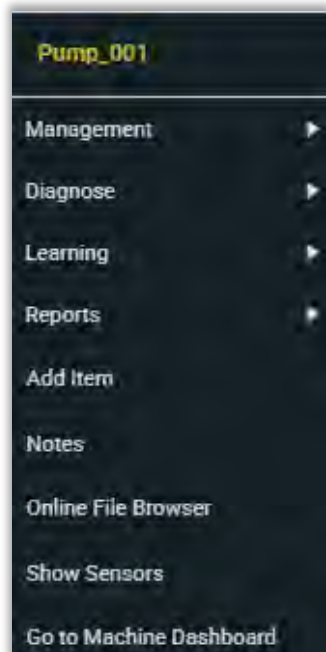 Pump_001
Management
Diagnose
Learning
Reports
Add Item
Notes
Online File Browser
Show Sensors
Go to Machine Dashboard